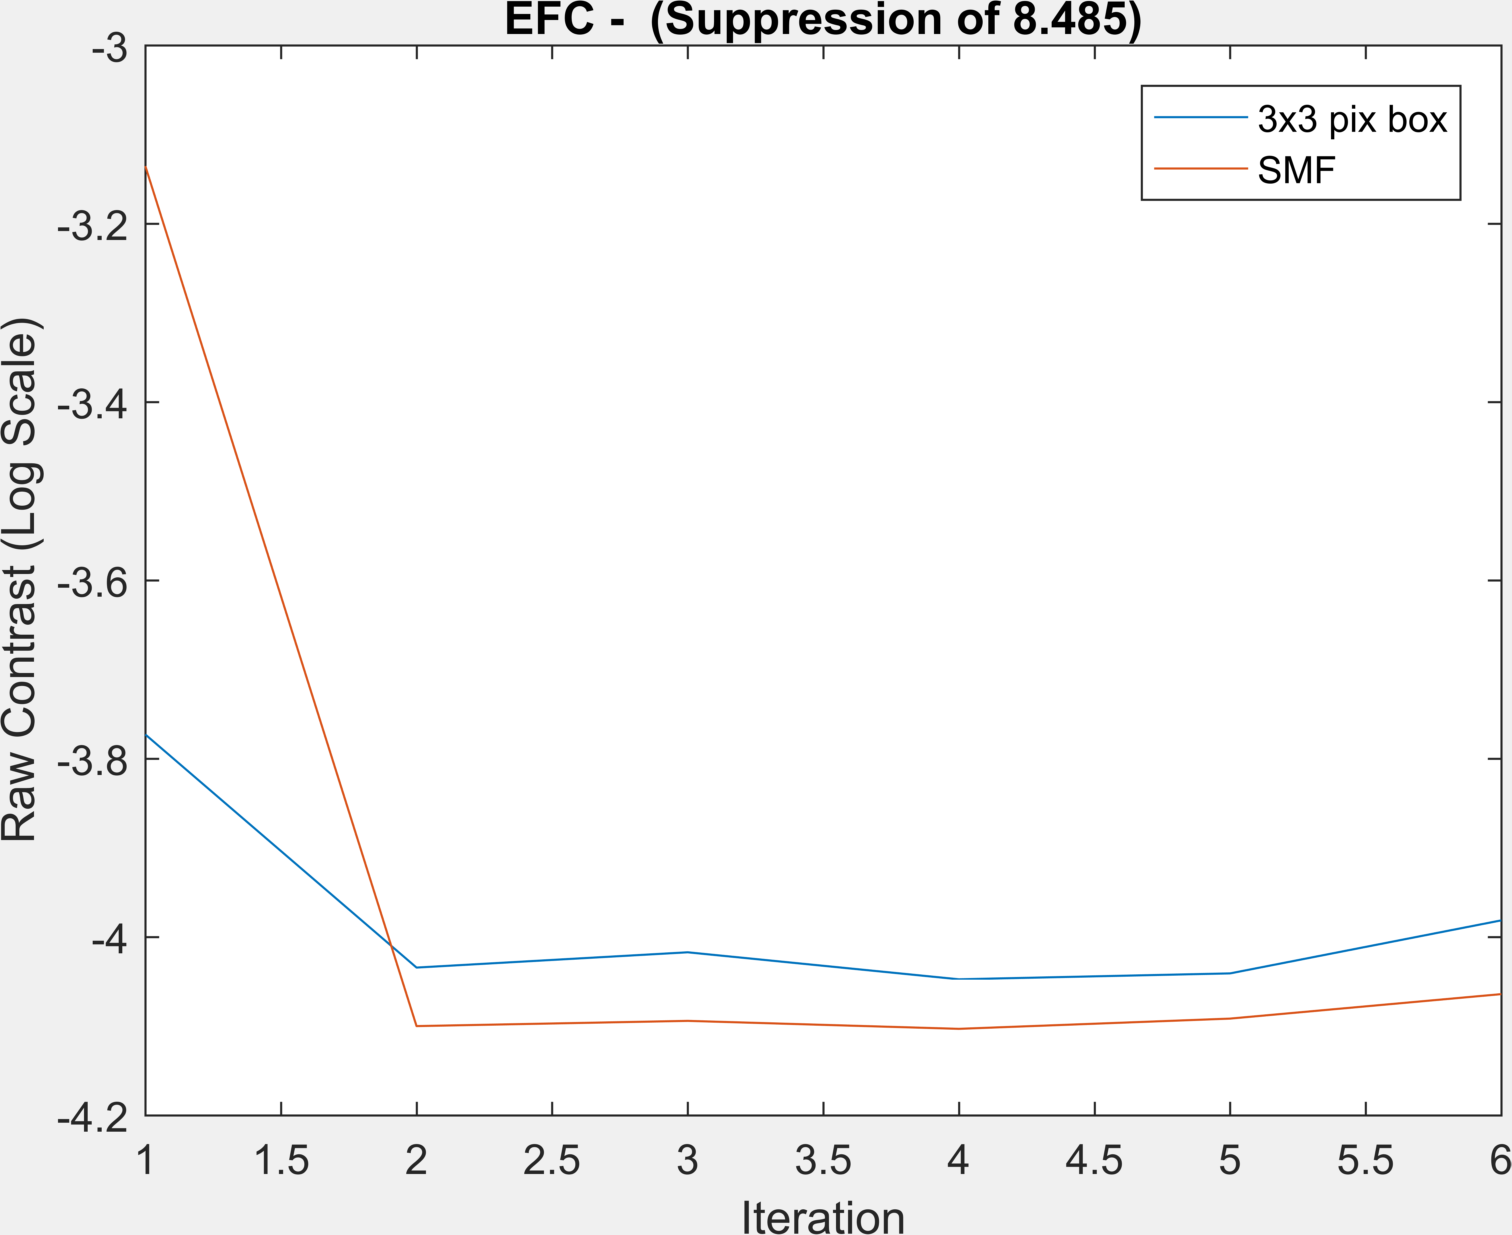 EFC -  (Suppression of 8.485)
-3
-3.2
-3.4
-3.6
-3.8
-4
-4.2
Raw Contrast (Log Scale)
3x3 pix box
SMF
1 1.5 2 2.5 3 3.5 4 4.5 5 5.5 6
Iteration